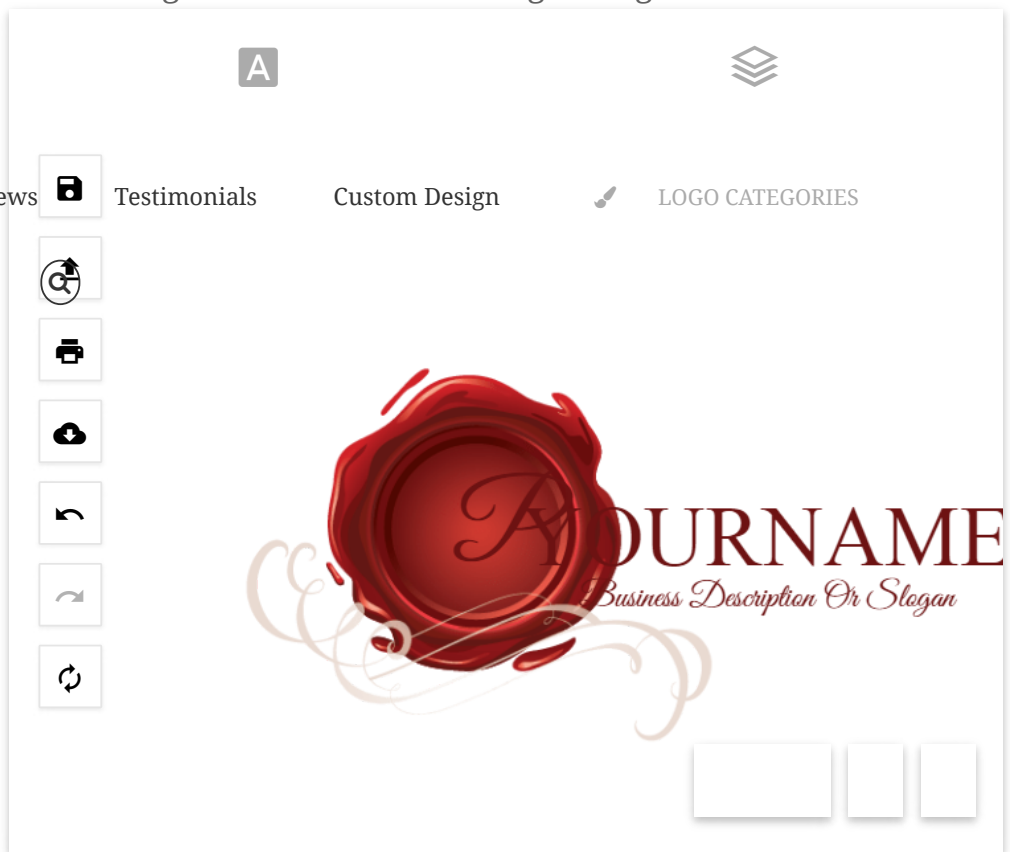 A
ews Testimonials Custom Design LOGO CATEGORIES
R
YOURNAME
Business Description Or Slogan